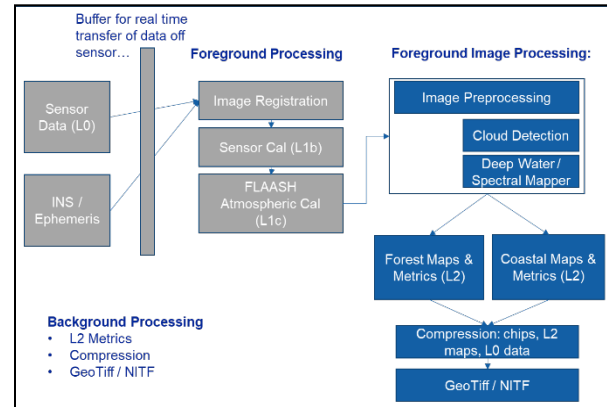 Buffer for real time
transfer of data off
sensor…
Foreground Processing
Foreground Image Processing:
Sensor
Data (L0)
INS /
Ephemeris
Image Registration
Sensor Cal (L1b)
FLAASH
Atmospheric Cal
(L1c)
Image Preprocessing
Cloud Detection
Deep Water /
Spectral Mapper
Forest Maps &
Metrics (L2)
Coastal Maps &
Metrics (L2)
Compression: chips, L2
maps, L0 data
GeoTiff / NITF
Background Processing
• L2 Metrics
• Compression
• GeoTiff / NITF